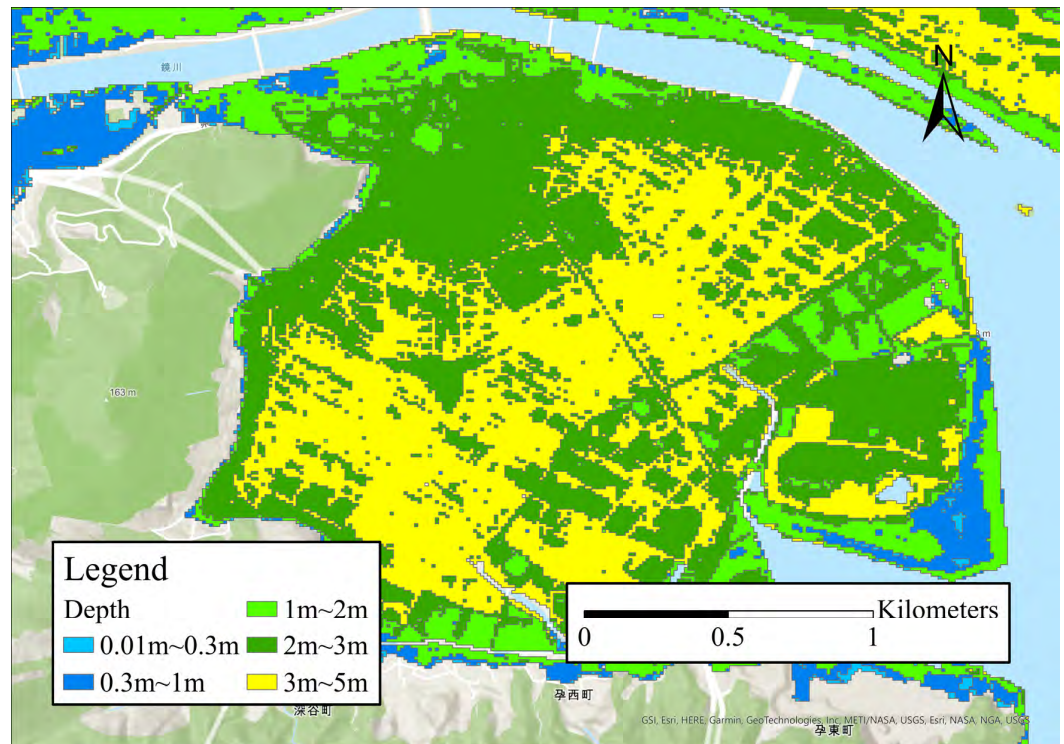 鏡川
N
163 m
Legend
Depth
0.01m~0.3m
0.3m~1m
1m~2m
2m~3m
3m~5m
Kilometers
0 0.5 1
深谷町
孕西町
孕東町
GSI, Esri, HERE, Garmin, GeoTechnologies, Inc, METI/NASA, USGS, Esri, NASA, NGA, USGS